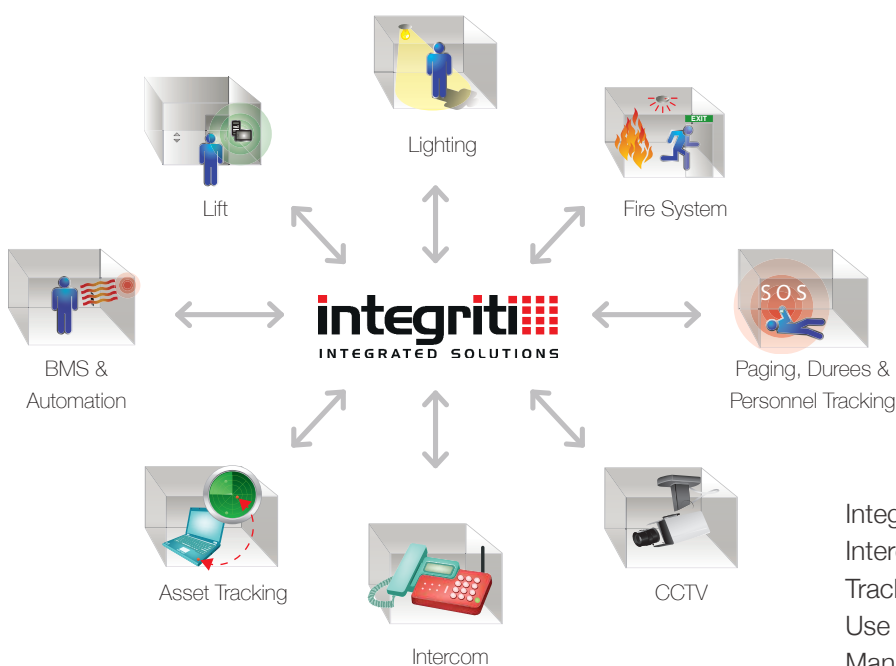 Lighting
EXIT
Lift
Fire System
SOS
integriti
INTEGRATED SOLUTIONS
BMS &
Automation
Paging, Durees &
Personnel Tracking
Asset Tracking
CCTV
Intercom
Use